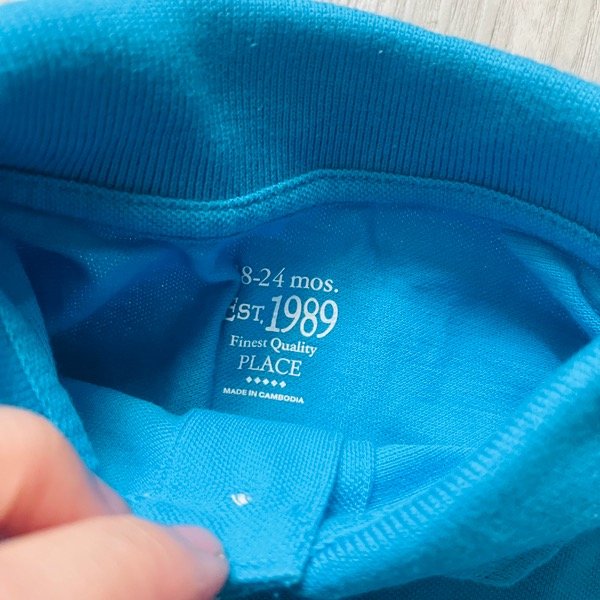 8-24 mos.
EST. 1989
Finest Quality
PLACE
MADE IN CAMBODIA